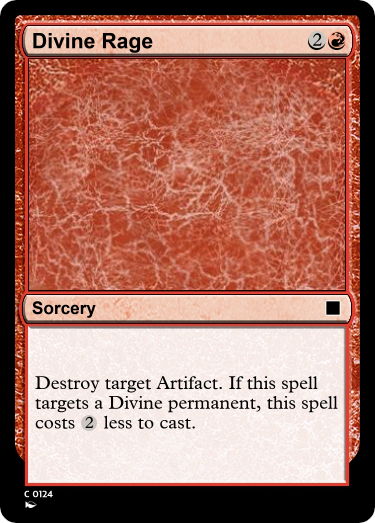 Divine Rage 2
Sorcery
Destroy target Artifact. If this spell
targets a Divine permanent, this spell
costs 2 less to cast.
C 0124